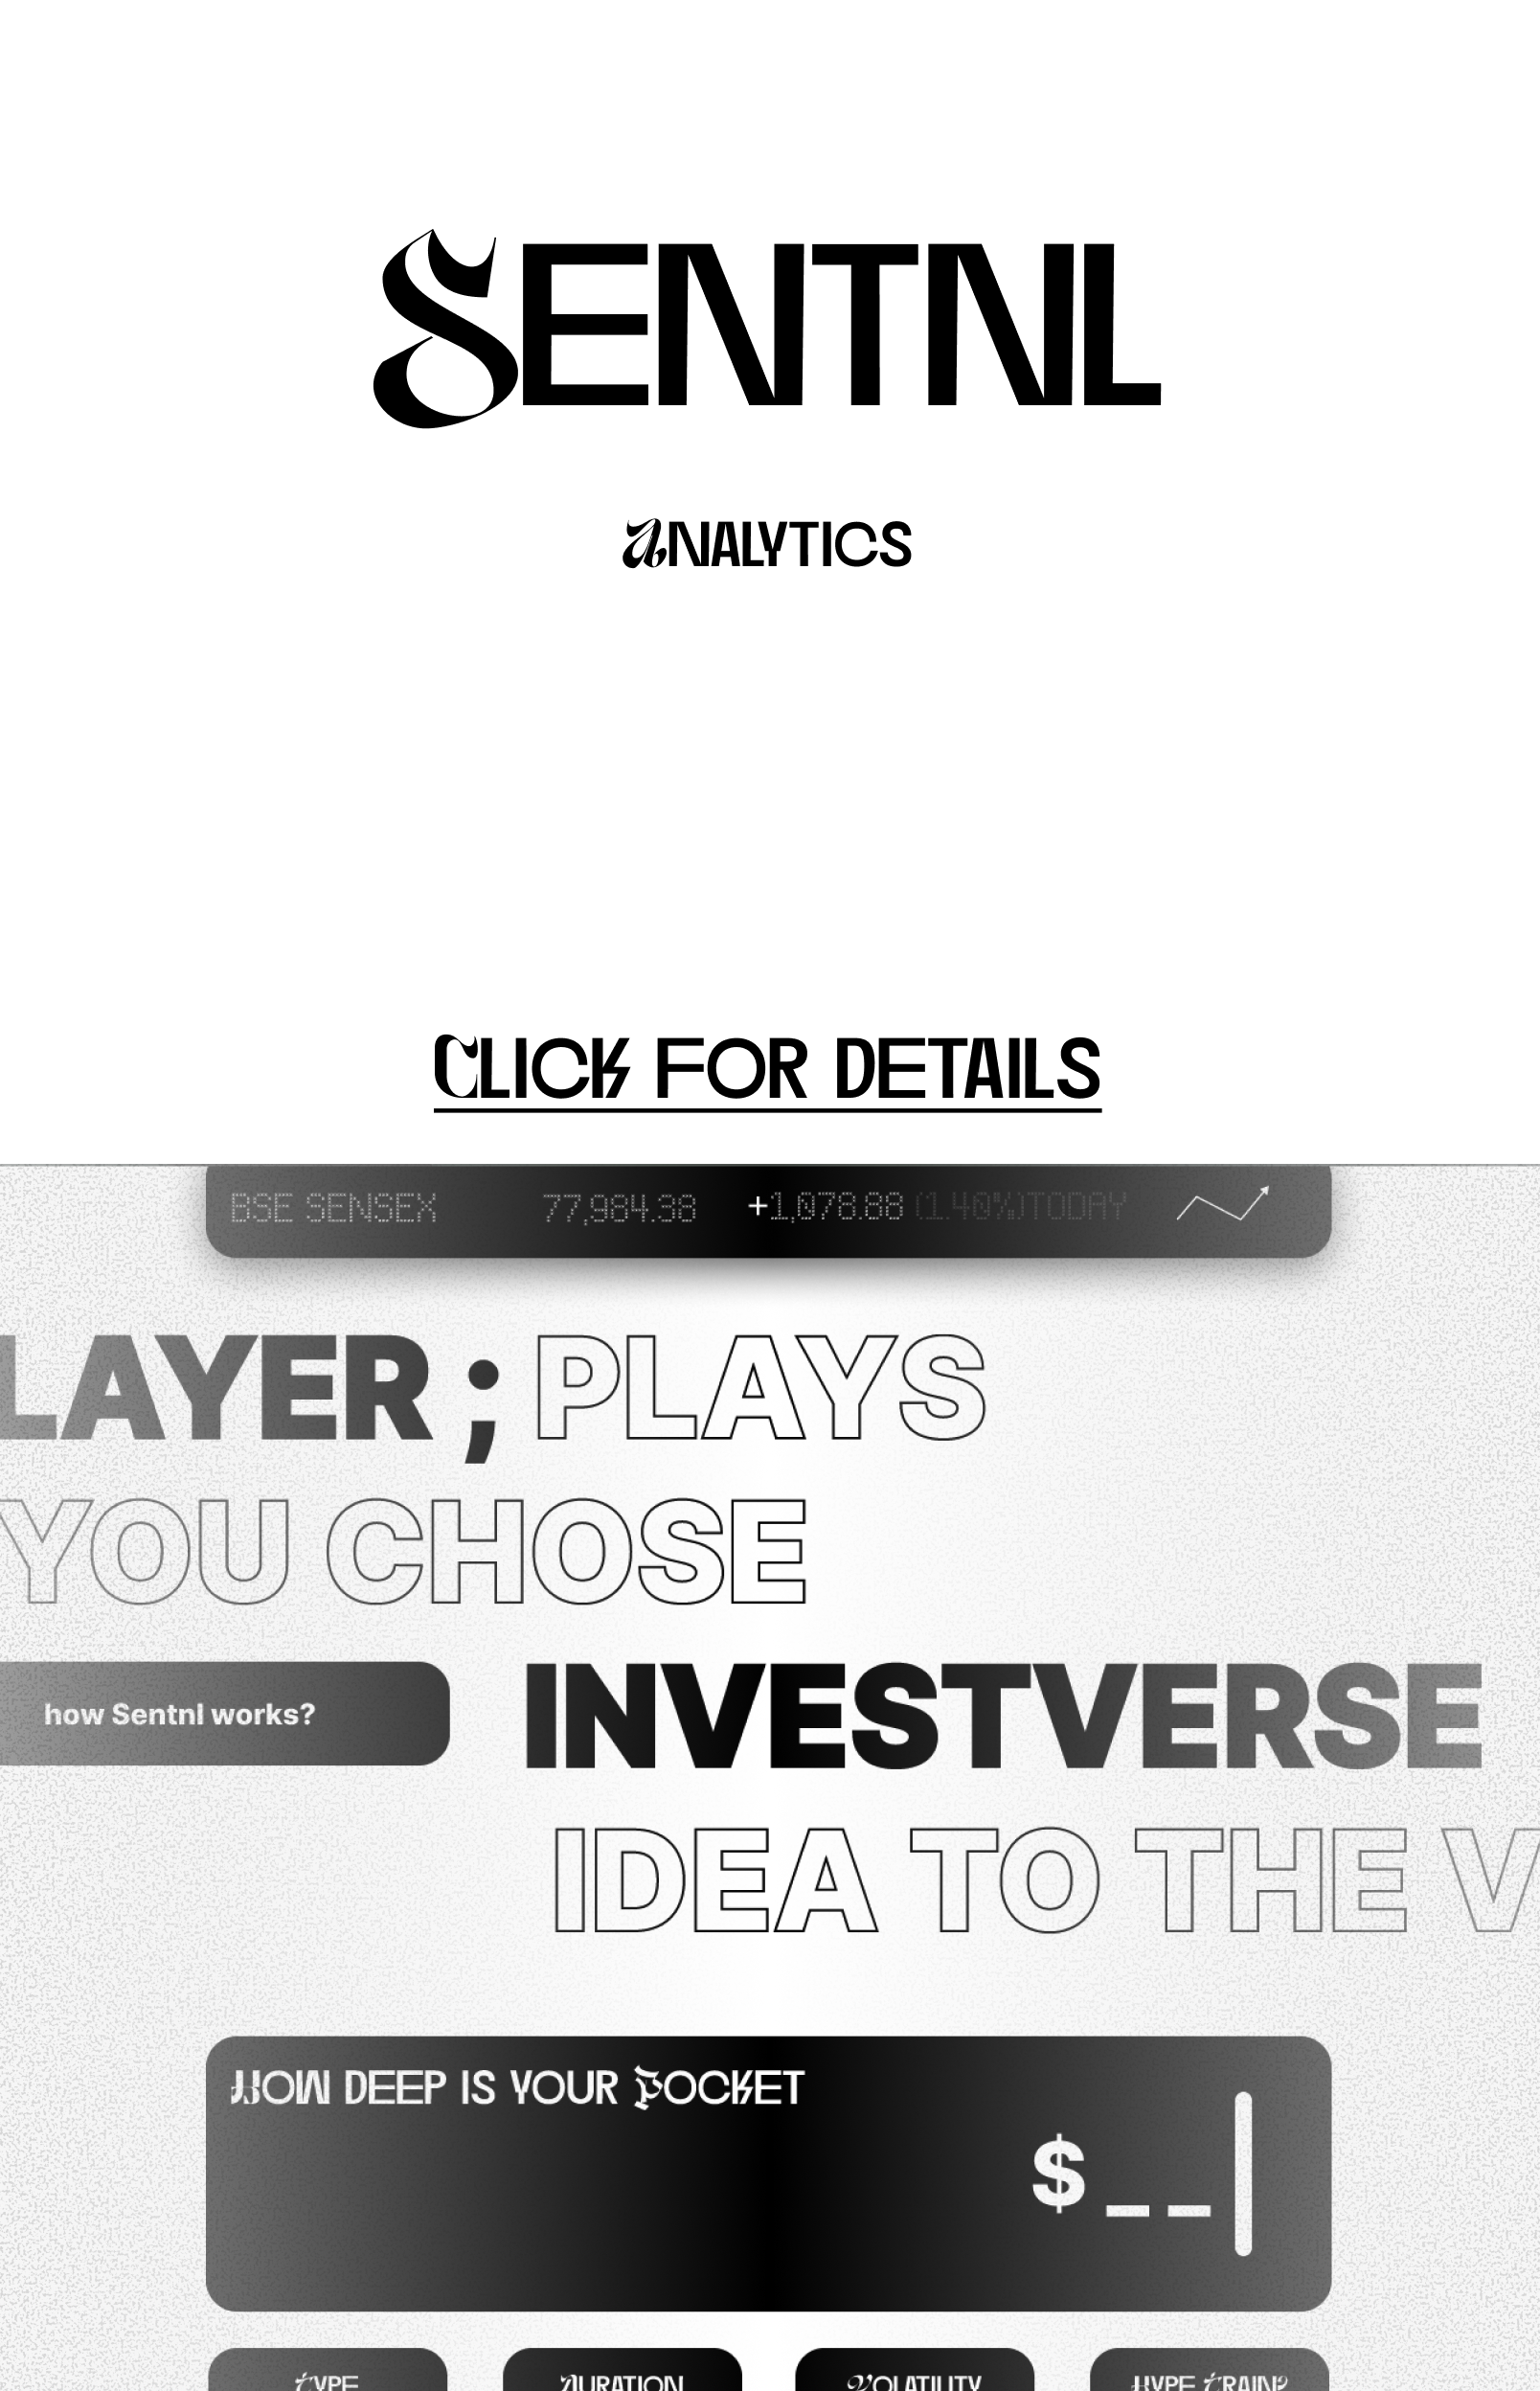 SENTNL
ANALYTICS
CLICK FOR DETAILS
BSE SENSEX 77,984.38 +1,078.88 (1.40%)TODAY
LAYER ; PLAYS
YOU CHOSE
how Sentnl works? INVESTVERSE
IDEA TO THE V
HOW DEEP IS YOUR POCKET
$__|
TYPE DURATION VOLATILITY HYPE TRAIN?